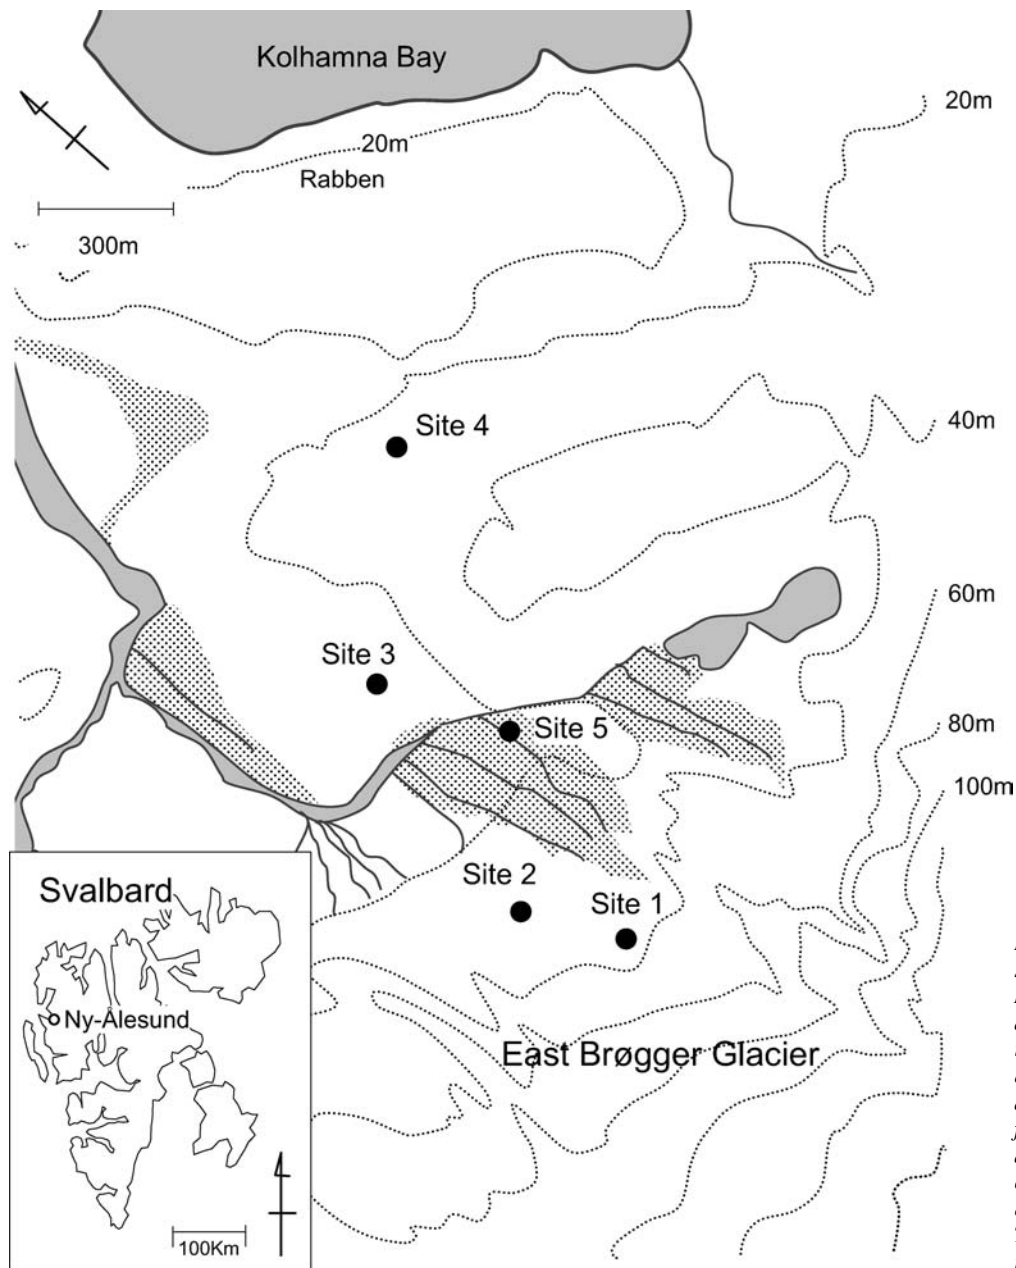 Kolhamna Bay
20m
20m
Rabben
300m
Site 4
40m
60m
Site 3
Site 5
80m
100m
Site 2
Site 1
Svalbard
Ny-Ålesund
East Brøgger Glacier
100Km